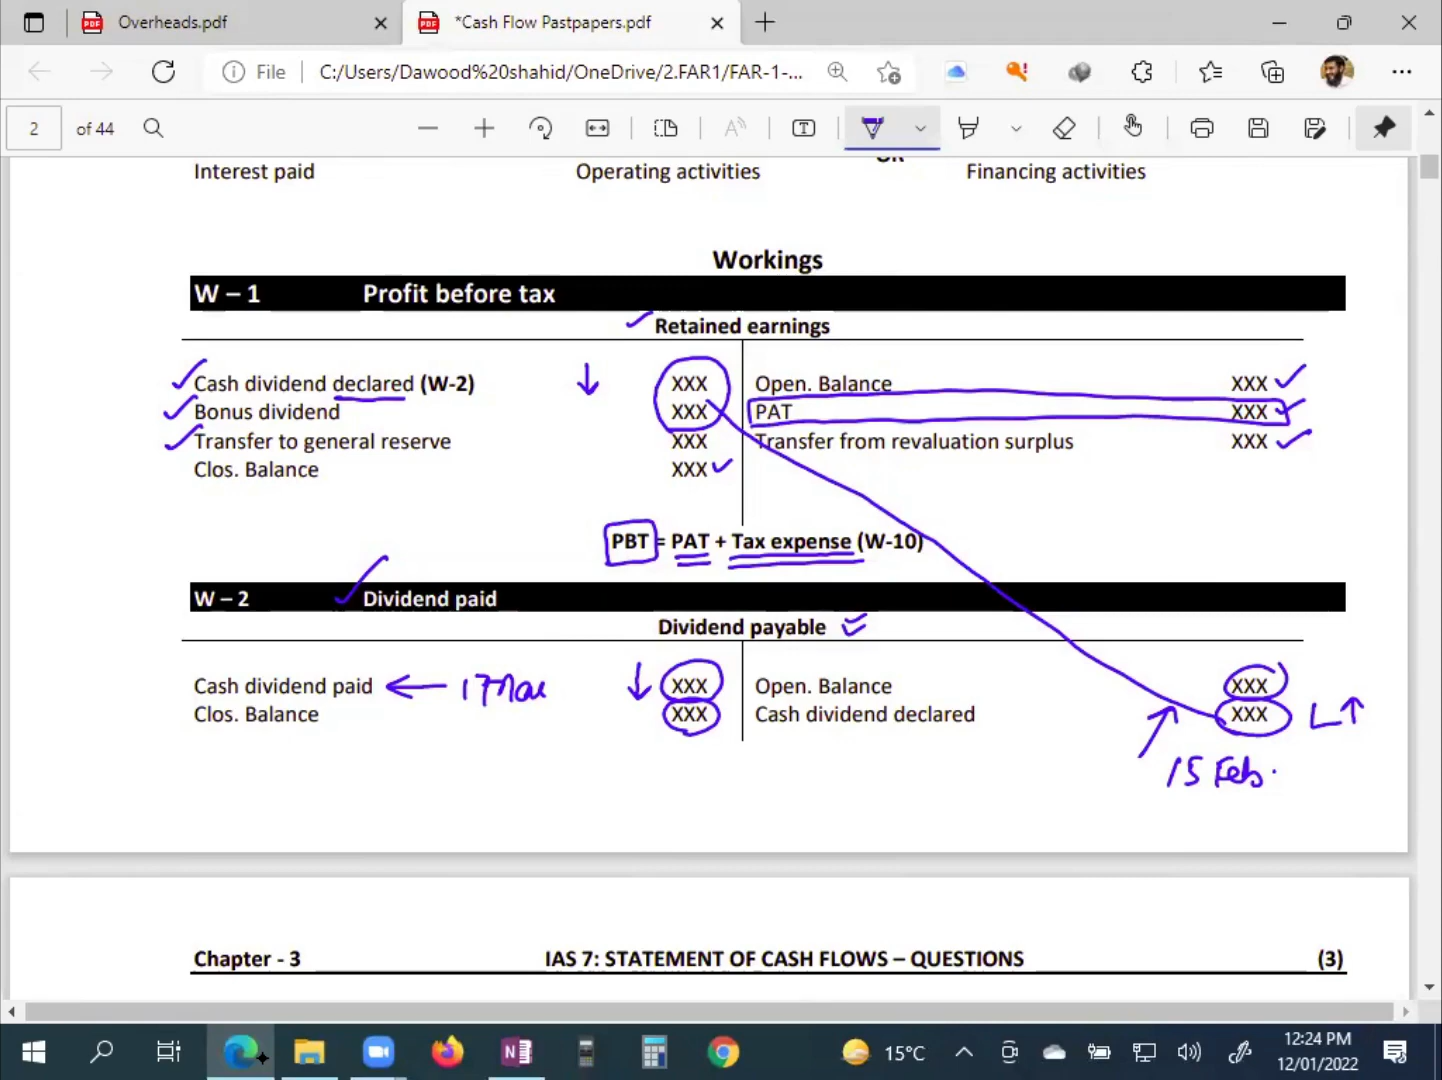 Overheads.pdf
*Cash Flow Pastpapers.pdf
File C:/Users/Dawood%20shahid/OneDrive/2.FAR1/FAR-1-...
2 of 44
OR
Interest paid Operating activities Financing activities
Workings
W – 1 Profit before tax
Retained earnings
Cash dividend declared (W-2) XXX Open. Balance XXX
Bonus dividend XXX PAT XXX
Transfer to general reserve XXX Transfer from revaluation surplus XXX
Clos. Balance XXX
PBT = PAT + Tax expense (W-10)
W – 2 Dividend paid
Dividend payable
Cash dividend paid 17 Mar XXX Open. Balance XXX
Clos. Balance XXX Cash dividend declared XXX L
15 Feb.
Chapter - 3 IAS 7: STATEMENT OF CASH FLOWS – QUESTIONS (3)
15°C
12:24 PM
12/01/2022